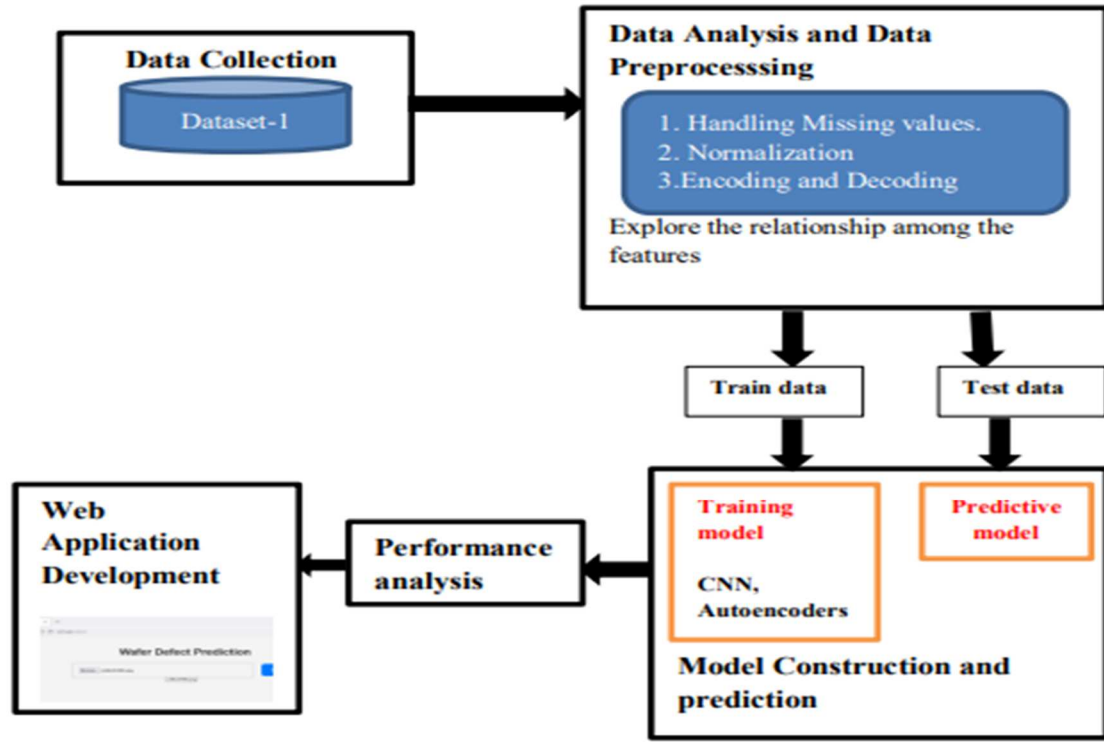 Data Collection
Dataset-1
Data Analysis and Data
Preprocesssing
1. Handling Missing values.
2. Normalization
3.Encoding and Decoding
Explore the relationship among the
features
Train data
Test data
Training
model
CNN,
Autoencoders
Predictive
model
Model Construction and
prediction
Performance
analysis
Web
Application
Development
Wafer Defect Prediction